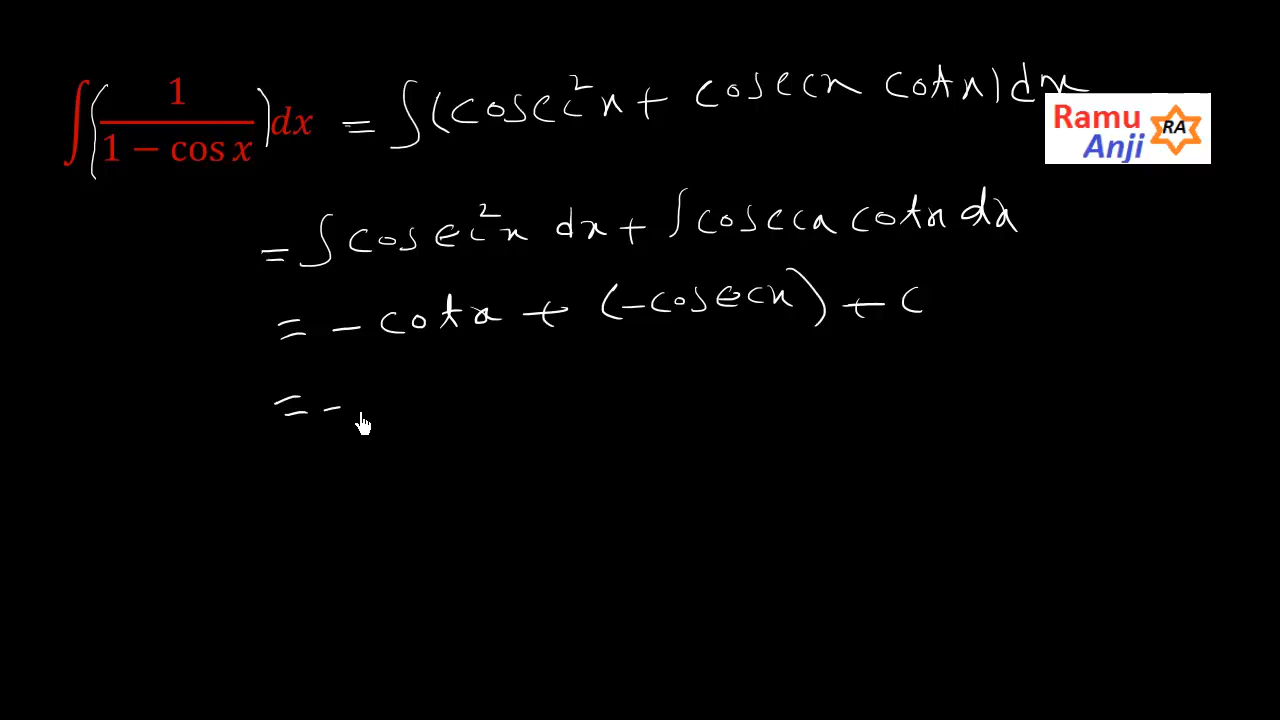 ∫(1/(1 − cos x))dx = ∫(cosec²x + cosecx cotx)dx
Ramu Anji RA
= ∫cosec²x dx + ∫cosecx cotx dx
= − cotx + (−cosecx) + c
= −